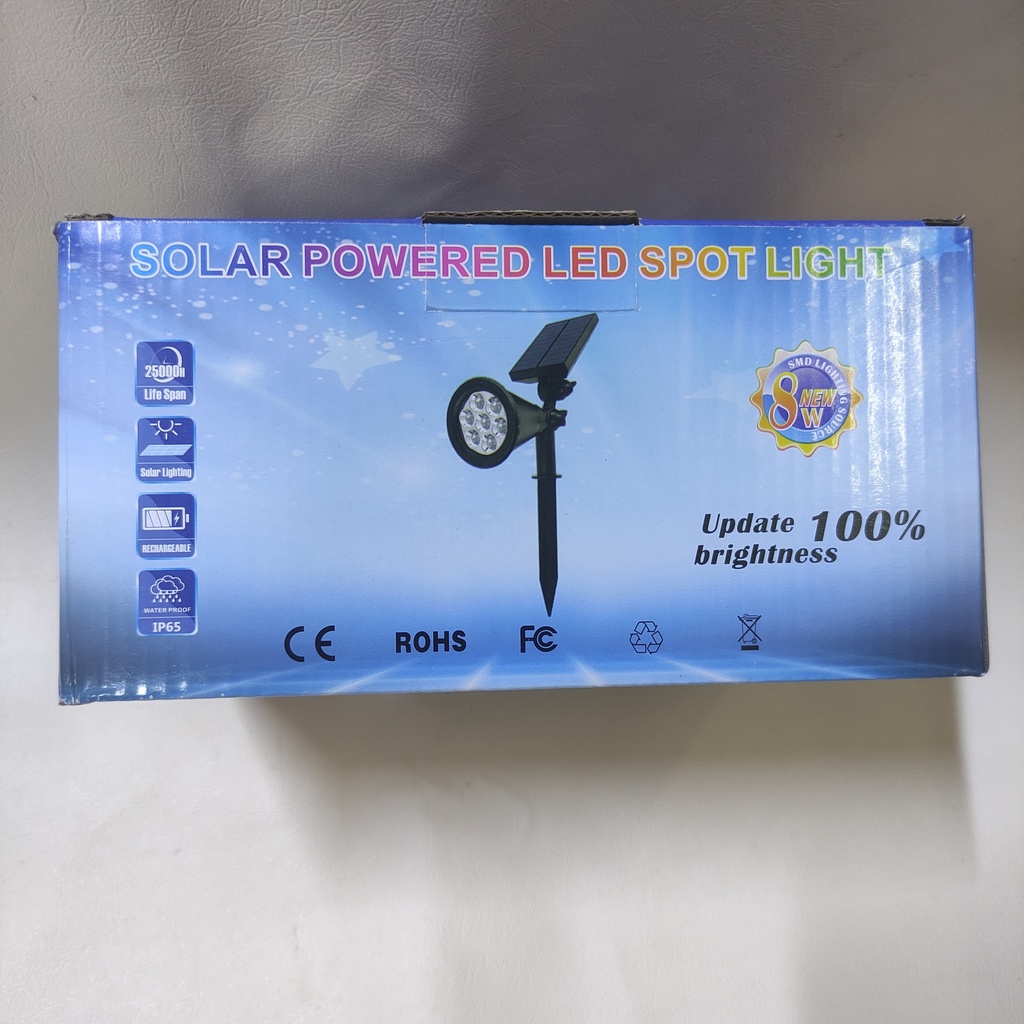 SOLAR POWERED LED SPOT LIGHT
25000H
Life Span
Solar Lighting
RECHARGEABLE
WATER PROOF
IP65
SMD LIGHTING SOURCE
8 NEW
W
Update 100%
brightness
CE ROHS FC